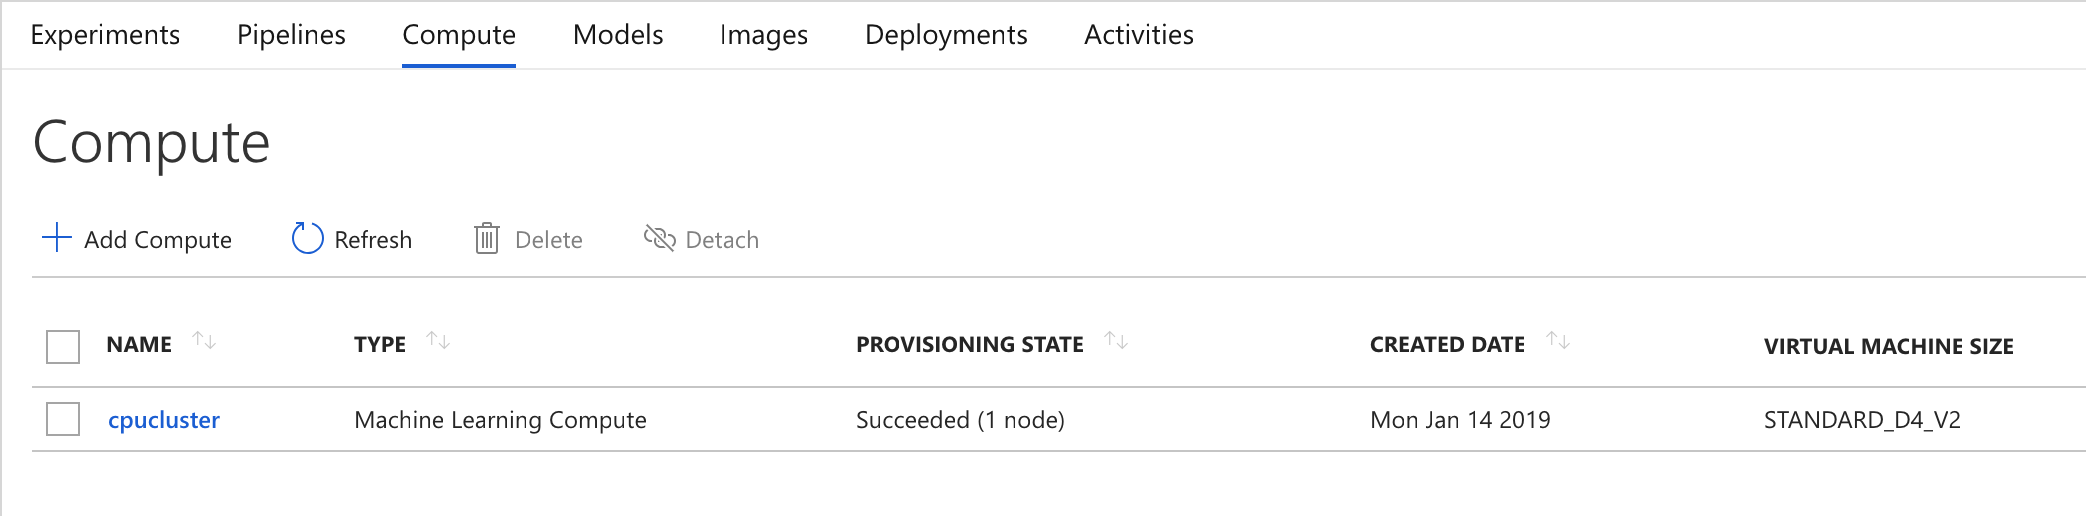 Experiments Pipelines Compute Models Images Deployments Activities
Compute
Add Compute Refresh Delete Detach
NAME TYPE PROVISIONING STATE CREATED DATE VIRTUAL MACHINE SIZE
cpucluster Machine Learning Compute Succeeded (1 node) Mon Jan 14 2019 STANDARD_D4_V2